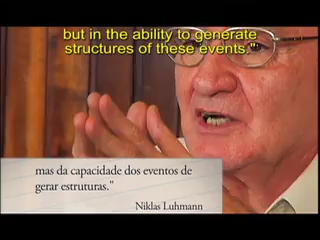 but in the ability to generate
structures of these events."
mas da capacidade dos eventos de
gerar estruturas."
Niklas Luhmann